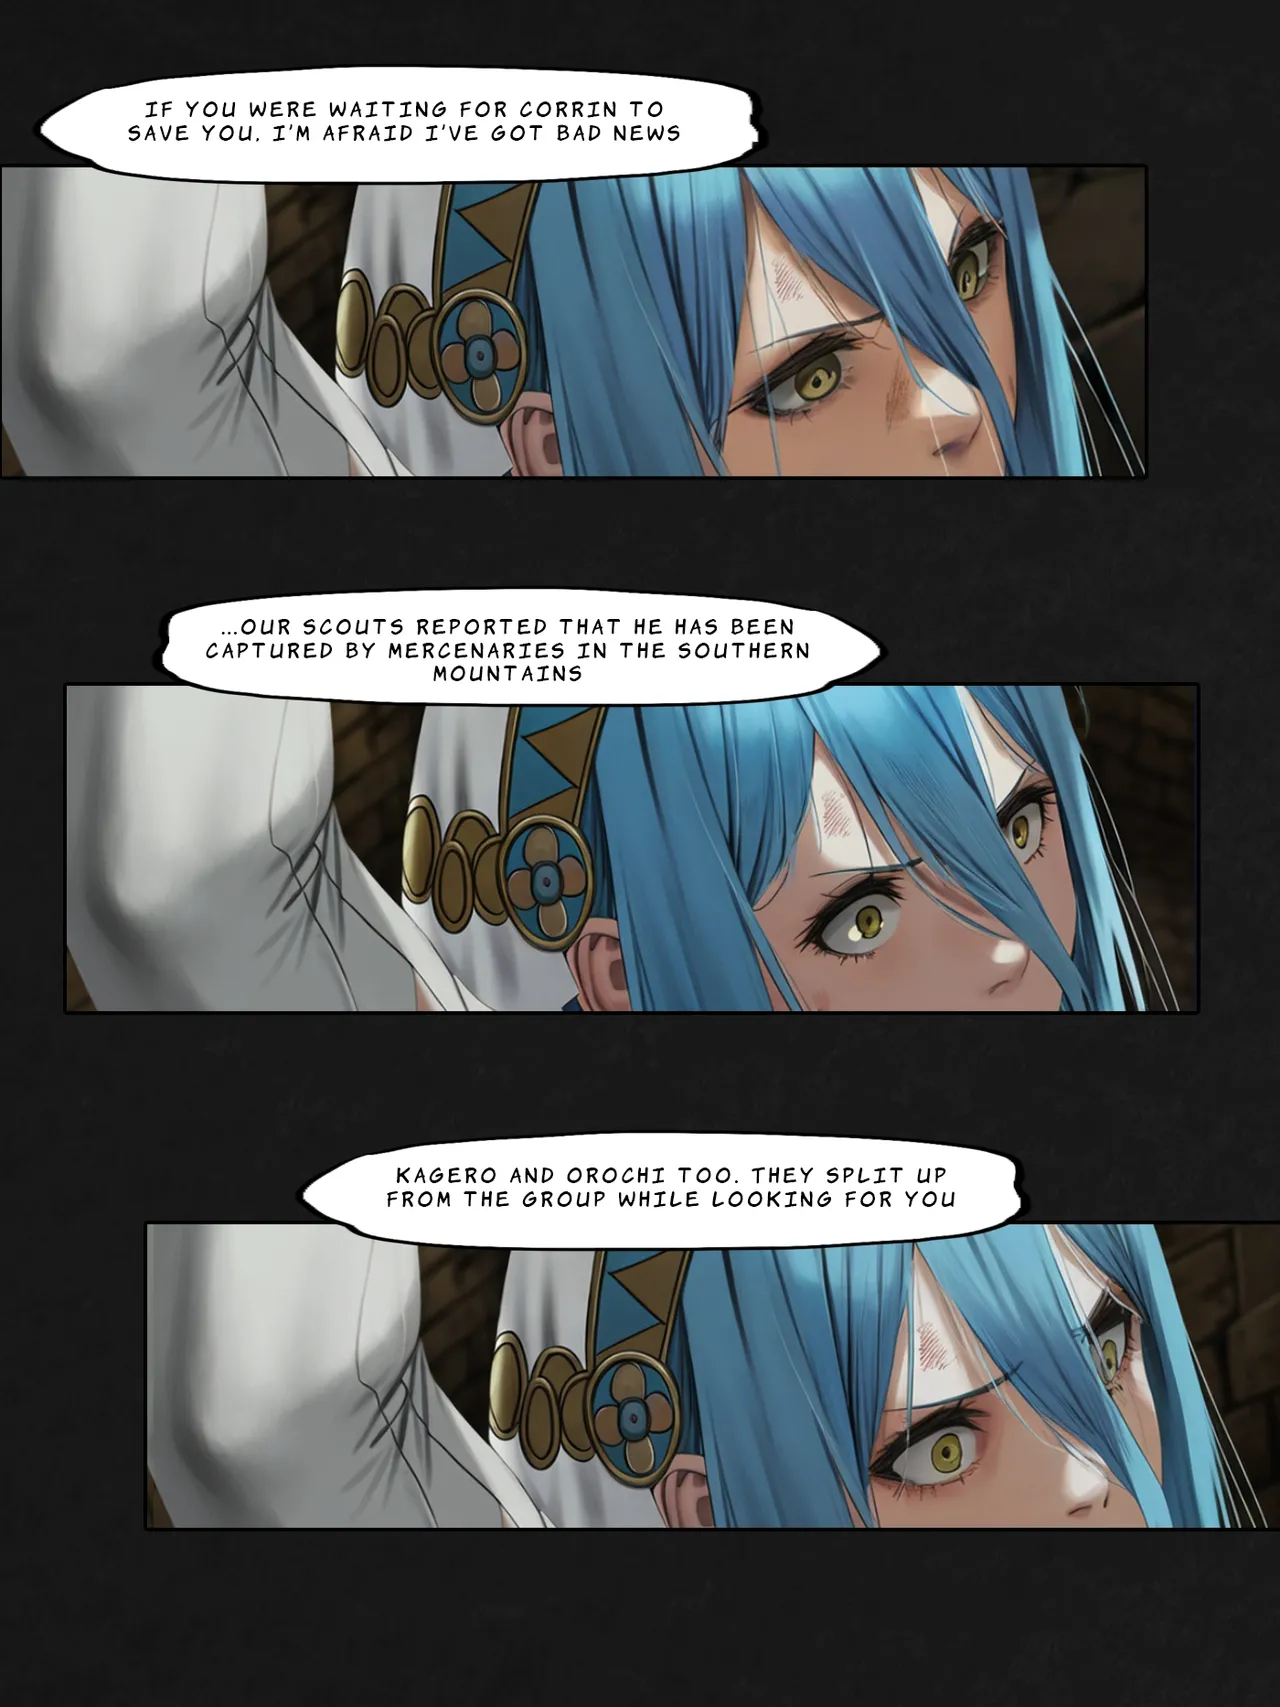 IF YOU WERE WAITING FOR CORRIN TO
SAVE YOU. I'M AFRAID I'VE GOT BAD NEWS
...OUR SCOUTS REPORTED THAT HE HAS BEEN
CAPTURED BY MERCENARIES IN THE SOUTHERN
MOUNTAINS
KAGERO AND OROCHI TOO. THEY SPLIT UP
FROM THE GROUP WHILE LOOKING FOR YOU